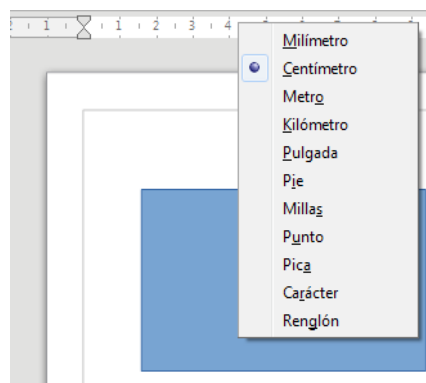 1 1 2 3 4
Milímetro
Centímetro
Metro
Kilómetro
Pulgada
Pie
Millas
Punto
Pica
Carácter
Renglón